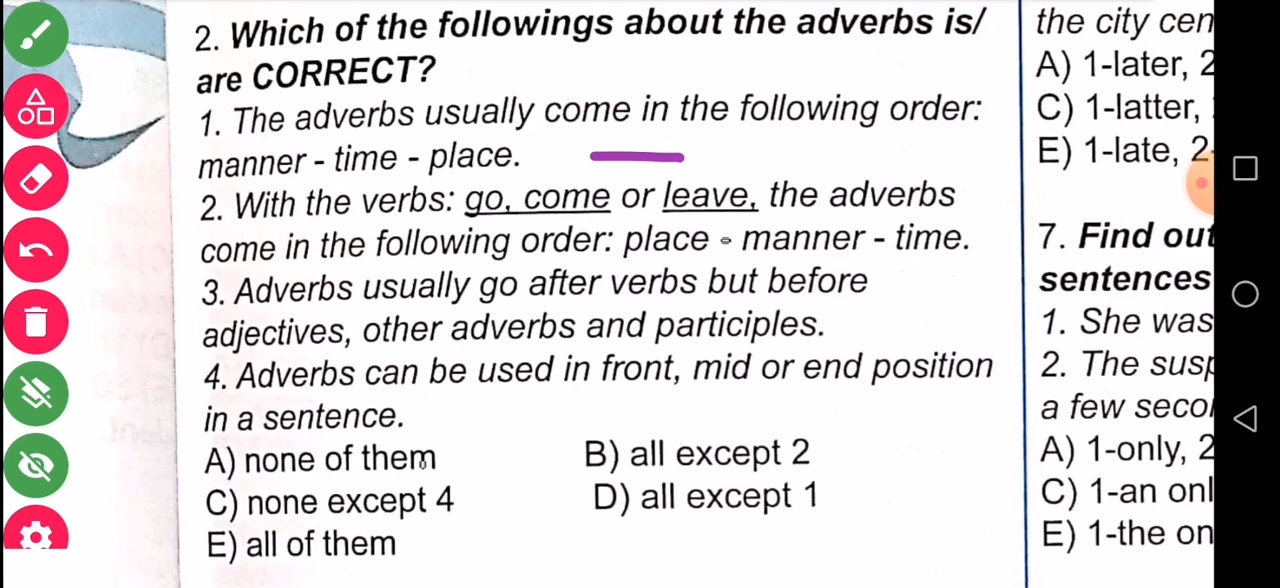 2. Which of the followings about the adverbs is/
are CORRECT?
1. The adverbs usually come in the following order:
manner - time - place.
2. With the verbs: go, come or leave, the adverbs
come in the following order: place - manner - time.
3. Adverbs usually go after verbs but before
adjectives, other adverbs and participles.
4. Adverbs can be used in front, mid or end position
in a sentence.
A) none of them
B) all except 2
C) none except 4
D) all except 1
E) all of them
the city cen
A) 1-later, 2
C) 1-latter,
E) 1-late, 2-
7. Find out
sentences
1. She was
2. The susp
a few secon
A) 1-only, 2
C) 1-an onl
E) 1-the on